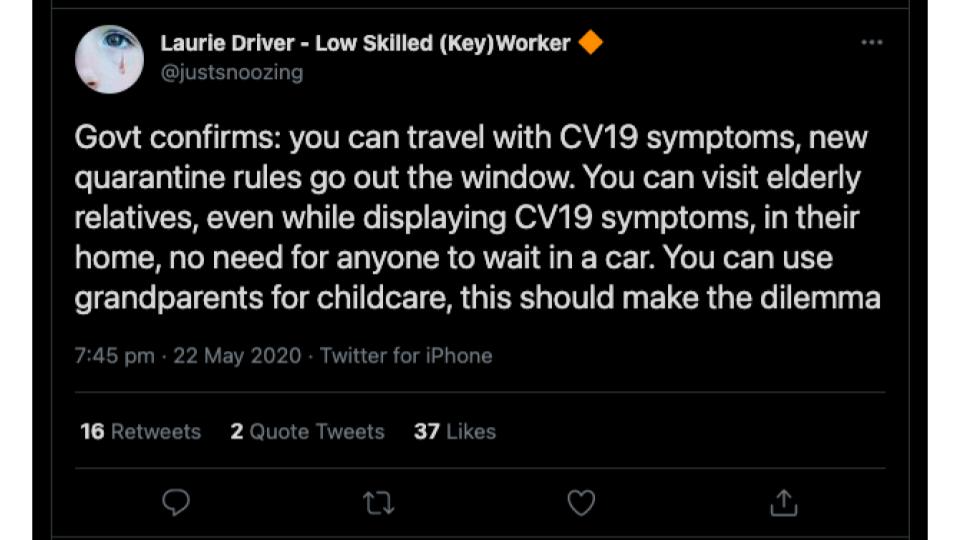 Laurie Driver - Low Skilled (Key)Worker 🔶
@justsnoozing
Govt confirms: you can travel with CV19 symptoms, new
quarantine rules go out the window. You can visit elderly
relatives, even while displaying CV19 symptoms, in their
home, no need for anyone to wait in a car. You can use
grandparents for childcare, this should make the dilemma
7:45 pm · 22 May 2020 · Twitter for iPhone
16 Retweets 2 Quote Tweets 37 Likes